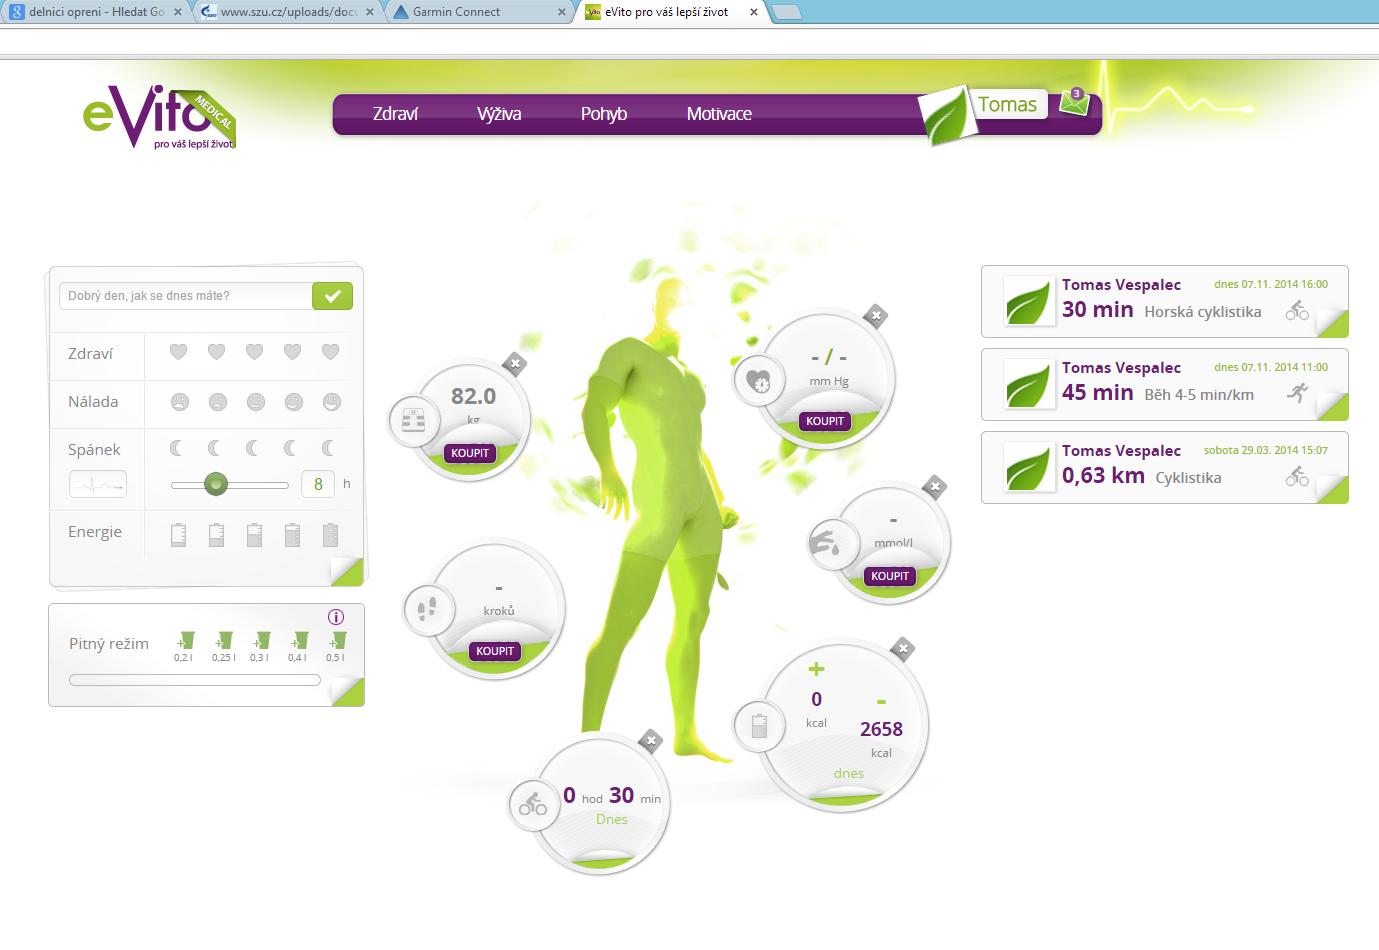 delnici opreni - Hledat Go
www.szu.cz/uploads/docu
Garmin Connect
eVito pro váš lepší život
eVito
MEDICAL
pro váš lepší život
Zdraví
Výživa
Pohyb
Motivace
Tomas
3
Dobrý den, jak se dnes máte?
Zdraví
Nálada
Spánek
8 h
Energie
Pitný režim
0,2 l 0,25 l 0,3 l 0,4 l 0,5 l
82.0
kg
KOUPIT
- / -
mm Hg
KOUPIT
-
mmol/l
KOUPIT
-
kroků
KOUPIT
+
0
kcal
-
2658
kcal
dnes
0 hod 30 min
Dnes
Tomas Vespalec dnes 07.11. 2014 16:00
30 min Horská cyklistika
Tomas Vespalec dnes 07.11. 2014 11:00
45 min Běh 4-5 min/km
Tomas Vespalec sobota 29.03. 2014 15:07
0,63 km Cyklistika